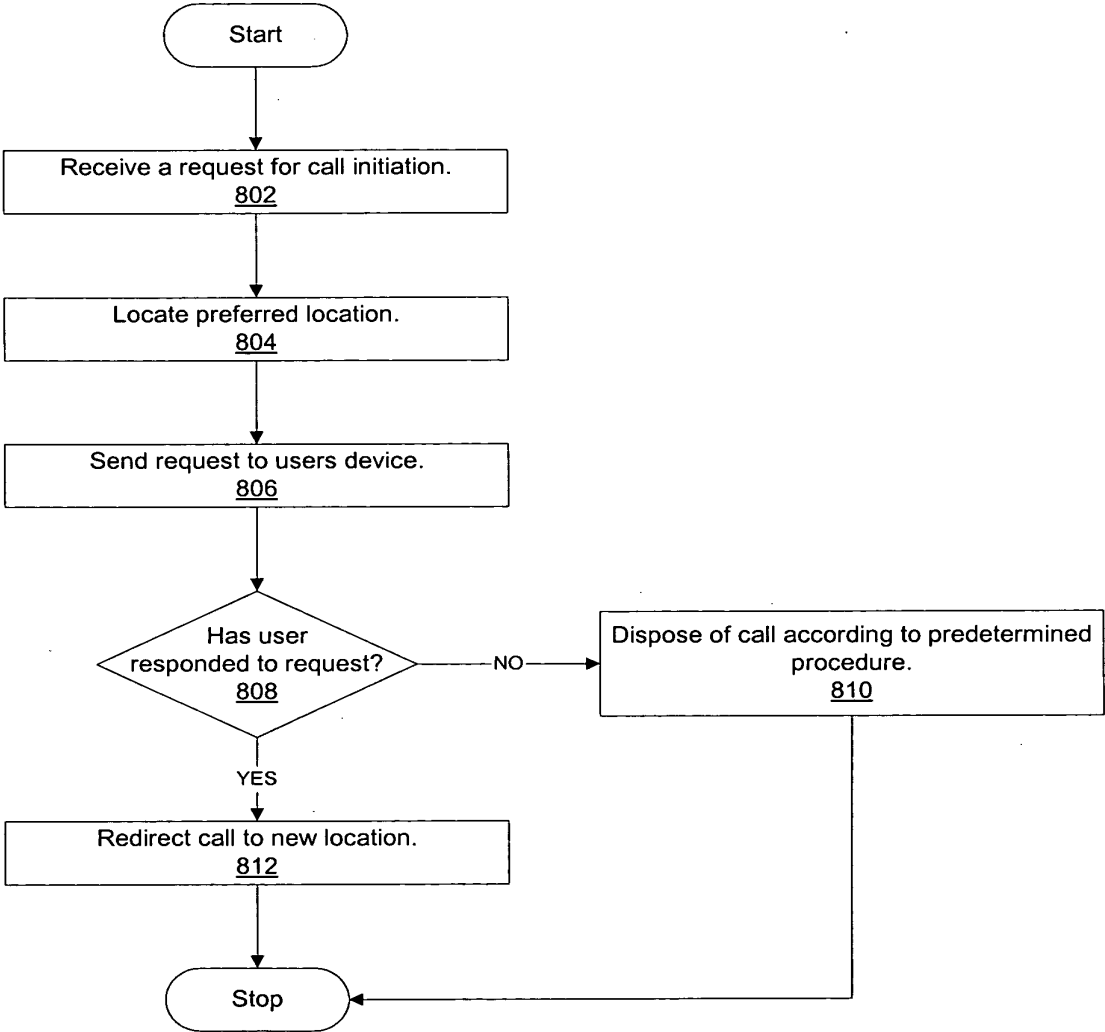 Start
Receive a request for call initiation.
802
Locate preferred location.
804
Send request to users device.
806
Has user
responded to request?
808
NO
Dispose of call according to predetermined
procedure.
810
YES
Redirect call to new location.
812
Stop